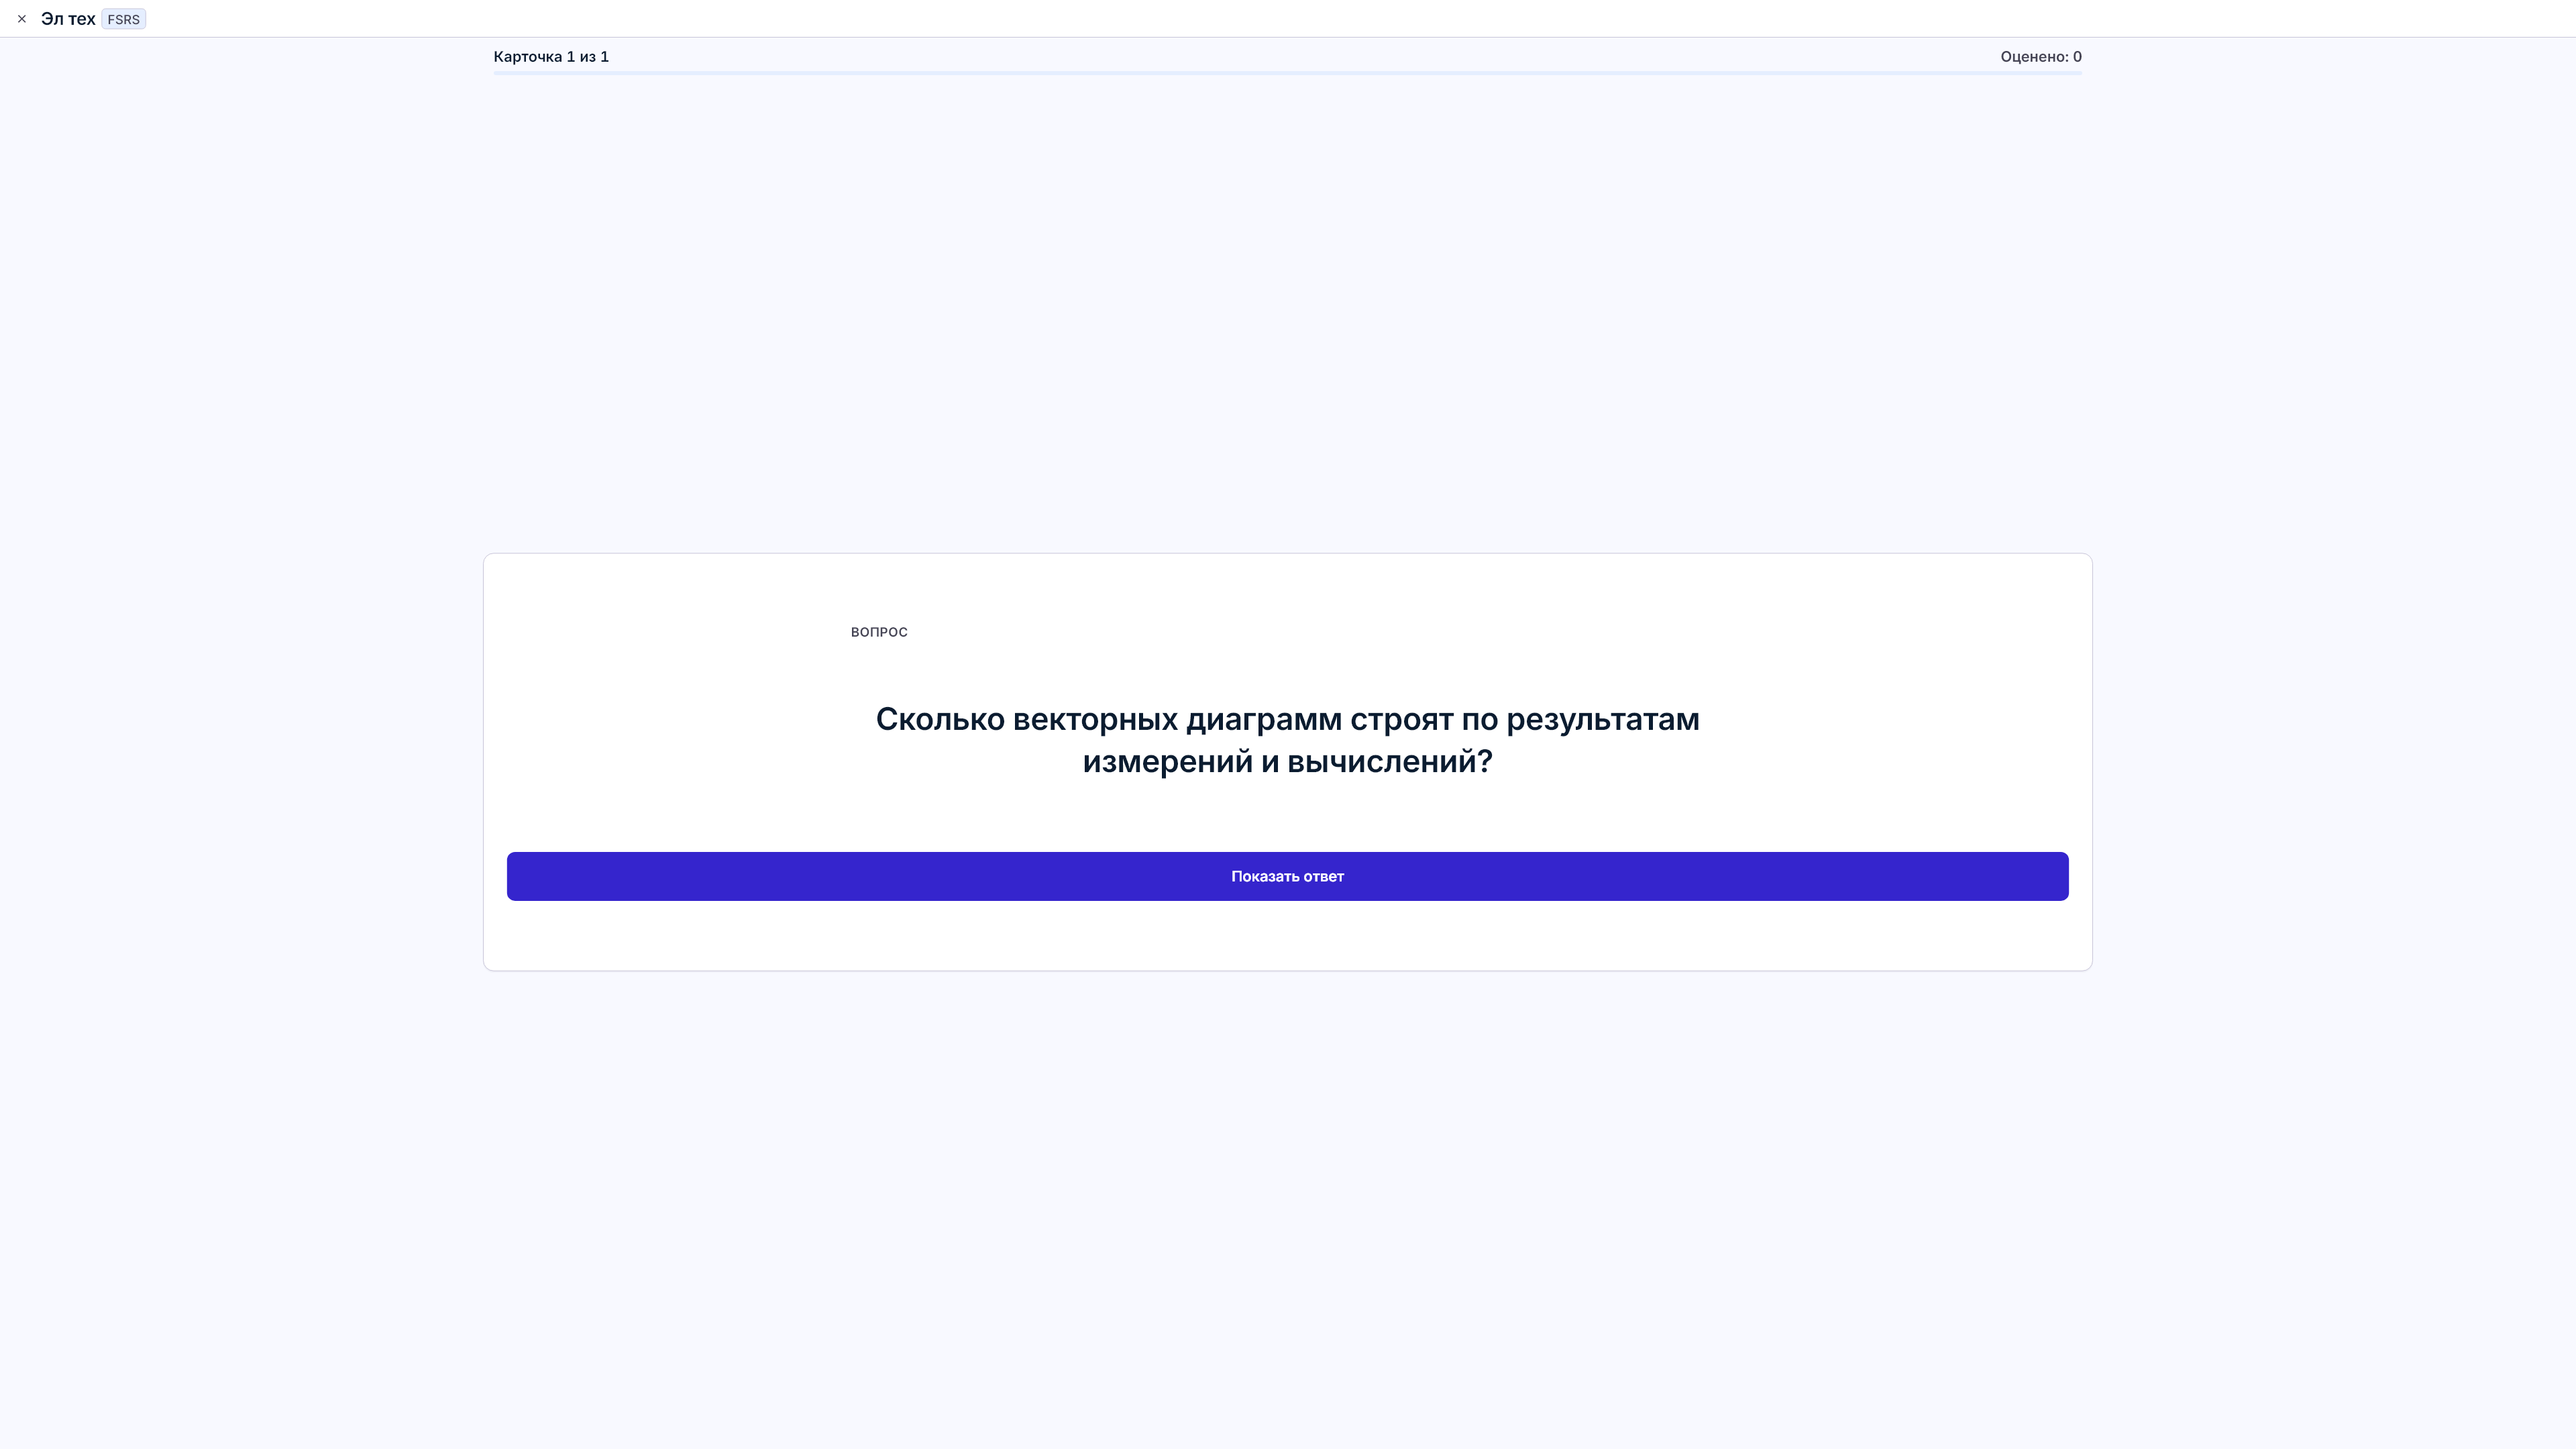 Эл тех FSRS
Карточка 1 из 1
Оценено: 0
ВОПРОС
Сколько векторных диаграмм строят по результатам
измерений и вычислений?
Показать ответ